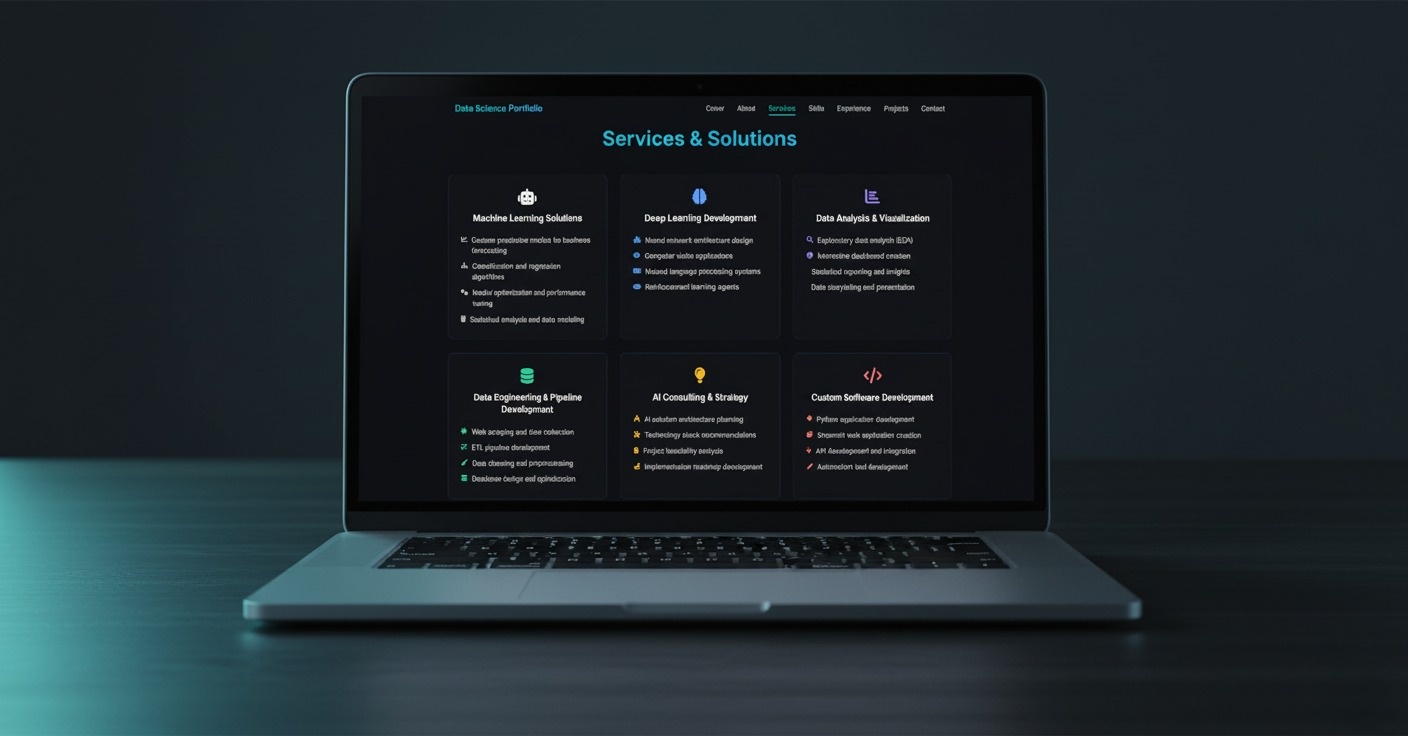 Data Science Portfolio
About Services Skills Experience Projects Contact
Services & Solutions
Machine Learning Solutions
Custom predictive models for business
forecasting
Classification and regression
algorithms
Model optimization and performance
tuning
Statistical analysis and data modeling
Deep Learning Development
Neural network architecture design
Computer vision applications
Natural language processing systems
Reinforcement learning agents
Data Analysis & Visualization
Exploratory data analysis (EDA)
Interactive dashboard creation
Statistical reporting and insights
Data storytelling and presentation
Data Engineering & Pipeline
Development
Web scraping and data collection
ETL pipeline development
Data cleaning and preprocessing
Database design and optimization
AI Consulting & Strategy
AI solution architecture planning
Technology stack recommendations
Project feasibility analysis
Implementation roadmap development
Custom Software Development
Python application development
Streamlit web application creation
API development and integration
Automation tool development